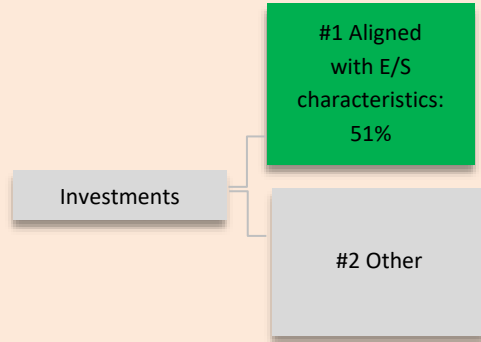 #1 Aligned
with E/S
characteristics:
51%
Investments
#2 Other